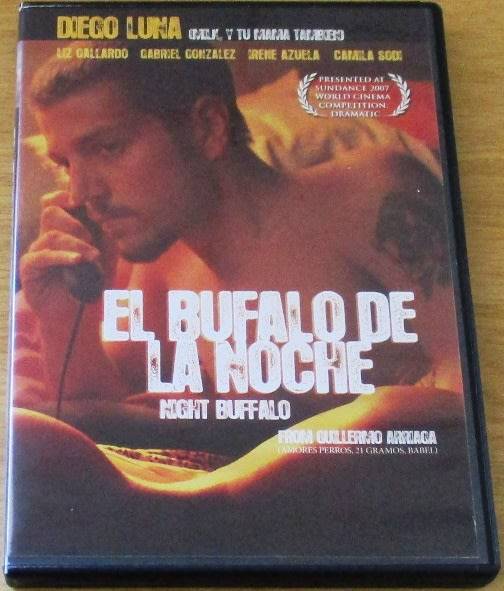 DIEGO LUNA (MILK, Y TU MAMA TAMBIEN)
LIZ GALLARDO GABRIEL GONZALEZ IRENE AZUELA CAMILA SODI
PRESENTED AT
SUNDANCE 2007
WORLD CINEMA
COMPETITION.
DRAMATIC
EL BUFALO DE
LA NOCHE
NIGHT BUFFALO
FROM GUILLERMO ARRIAGA
(AMORES PERROS, 21 GRAMOS, BABEL)